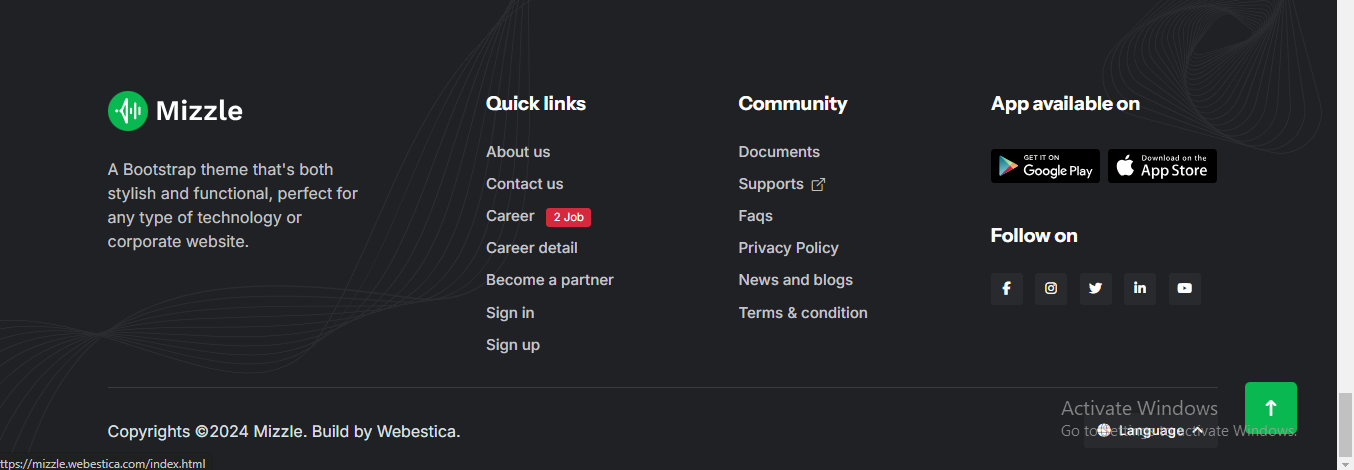 Mizzle
A Bootstrap theme that's both
stylish and functional, perfect for
any type of technology or
corporate website.
Quick links
About us
Contact us
Career 2 Job
Career detail
Become a partner
Sign in
Sign up
Community
Documents
Supports
Faqs
Privacy Policy
News and blogs
Terms & condition
App available on
GET IT ON
Google Play
Download on the
App Store
Follow on
Copyrights ©2024 Mizzle. Build by Webestica.
Activate Windows
Go to Settings to activate Windows.
Language
ttps://mizzle.webestica.com/index.html